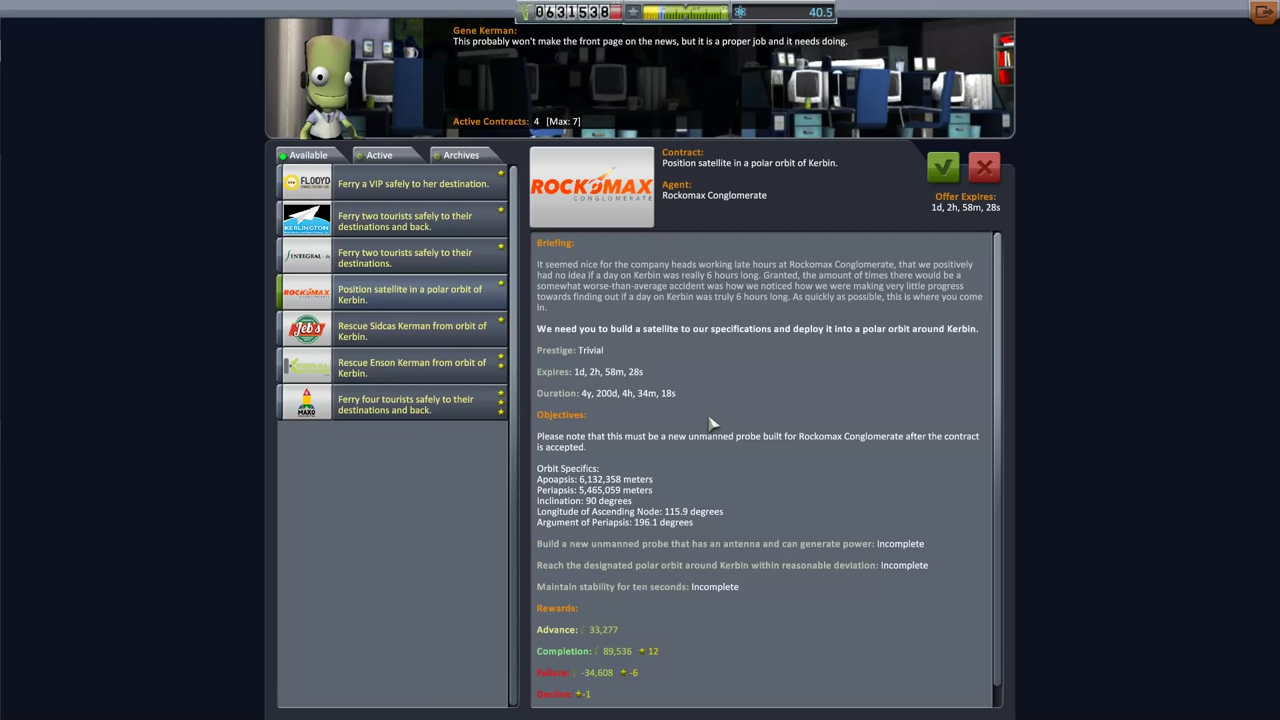 0631538
40.5
Gene Kerman:
This probably won't make the front page on the news, but it is a proper job and it needs doing.
Active Contracts: 4 [Max: 7]
Available
Active
Archives
FLOOYD
Ferry a VIP safely to her destination.
KERLINGTON
Ferry two tourists safely to their
destinations and back.
INTEGRAL
Ferry two tourists safely to their
destinations.
ROCKOMAX
Position satellite in a polar orbit of
Kerbin.
Jeb's
Rescue Sidcas Kerman from orbit of
Kerbin.
Rescue Enson Kerman from orbit of
Kerbin.
MAXO
Ferry four tourists safely to their
destinations and back.
ROCKOMAX
CONGLOMERATE
Contract:
Position satellite in a polar orbit of Kerbin.
Agent:
Rockomax Conglomerate
Offer Expires:
1d, 2h, 58m, 28s
Briefing:
It seemed nice for the company heads working late hours at Rockomax Conglomerate, that we positively
had no idea if a day on Kerbin was really 6 hours long. Granted, the amount of times there would be a
somewhat worse-than-average accident was how we noticed how we were making very little progress
towards finding out if a day on Kerbin was truly 6 hours long. As quickly as possible, this is where you come
in.
We need you to build a satellite to our specifications and deploy it into a polar orbit around Kerbin.
Prestige: Trivial
Expires: 1d, 2h, 58m, 28s
Duration: 4y, 200d, 4h, 34m, 18s
Objectives:
Please note that this must be a new unmanned probe built for Rockomax Conglomerate after the contract
is accepted.
Orbit Specifics:
Apoapsis: 6,132,358 meters
Periapsis: 5,465,059 meters
Inclination: 90 degrees
Longitude of Ascending Node: 115.9 degrees
Argument of Periapsis: 196.1 degrees
Build a new unmanned probe that has an antenna and can generate power: Incomplete
Reach the designated polar orbit around Kerbin within reasonable deviation: Incomplete
Maintain stability for ten seconds: Incomplete
Rewards:
Advance: 33,277
Completion: 89,536 12
Failure: -34,608 -6
Decline: -1